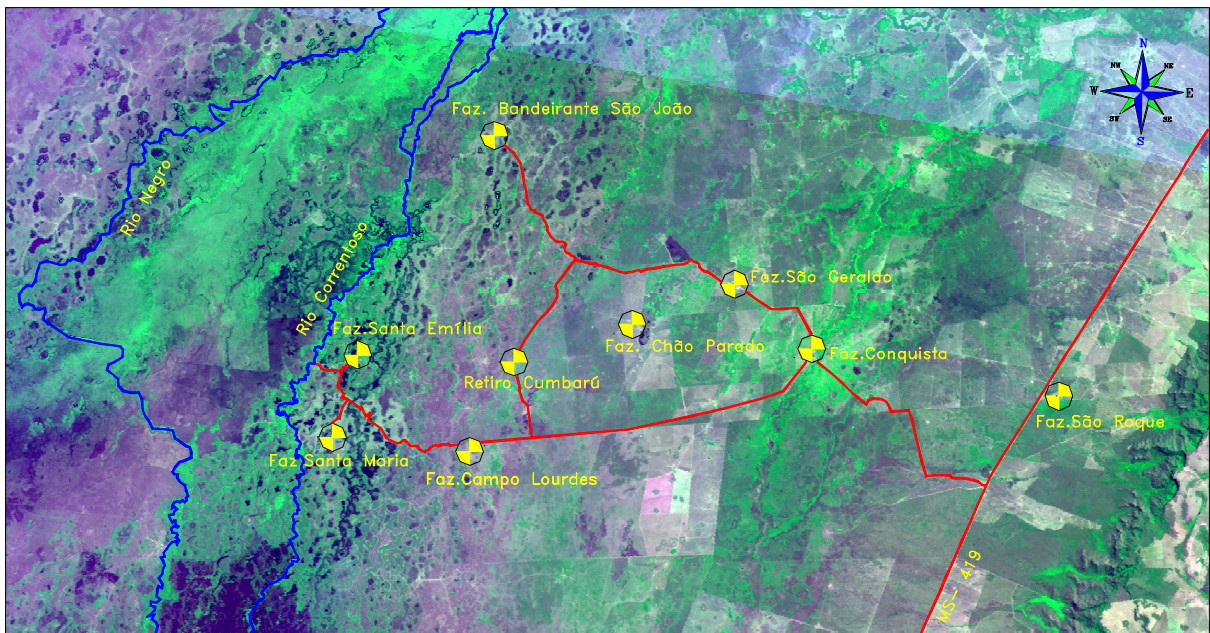 N
NW
NE
W
E
SW
SE
S
Faz. Bandeirante São João
Rio Negro
Rio Correntoso
Faz.São Geraldo
Faz.Santa Emília
Faz. Chão Parado
Faz.Conquista
Retiro Cumbarú
Faz.São Roque
Faz.Santa Maria
Faz.Campo Lourdes
MS- 419